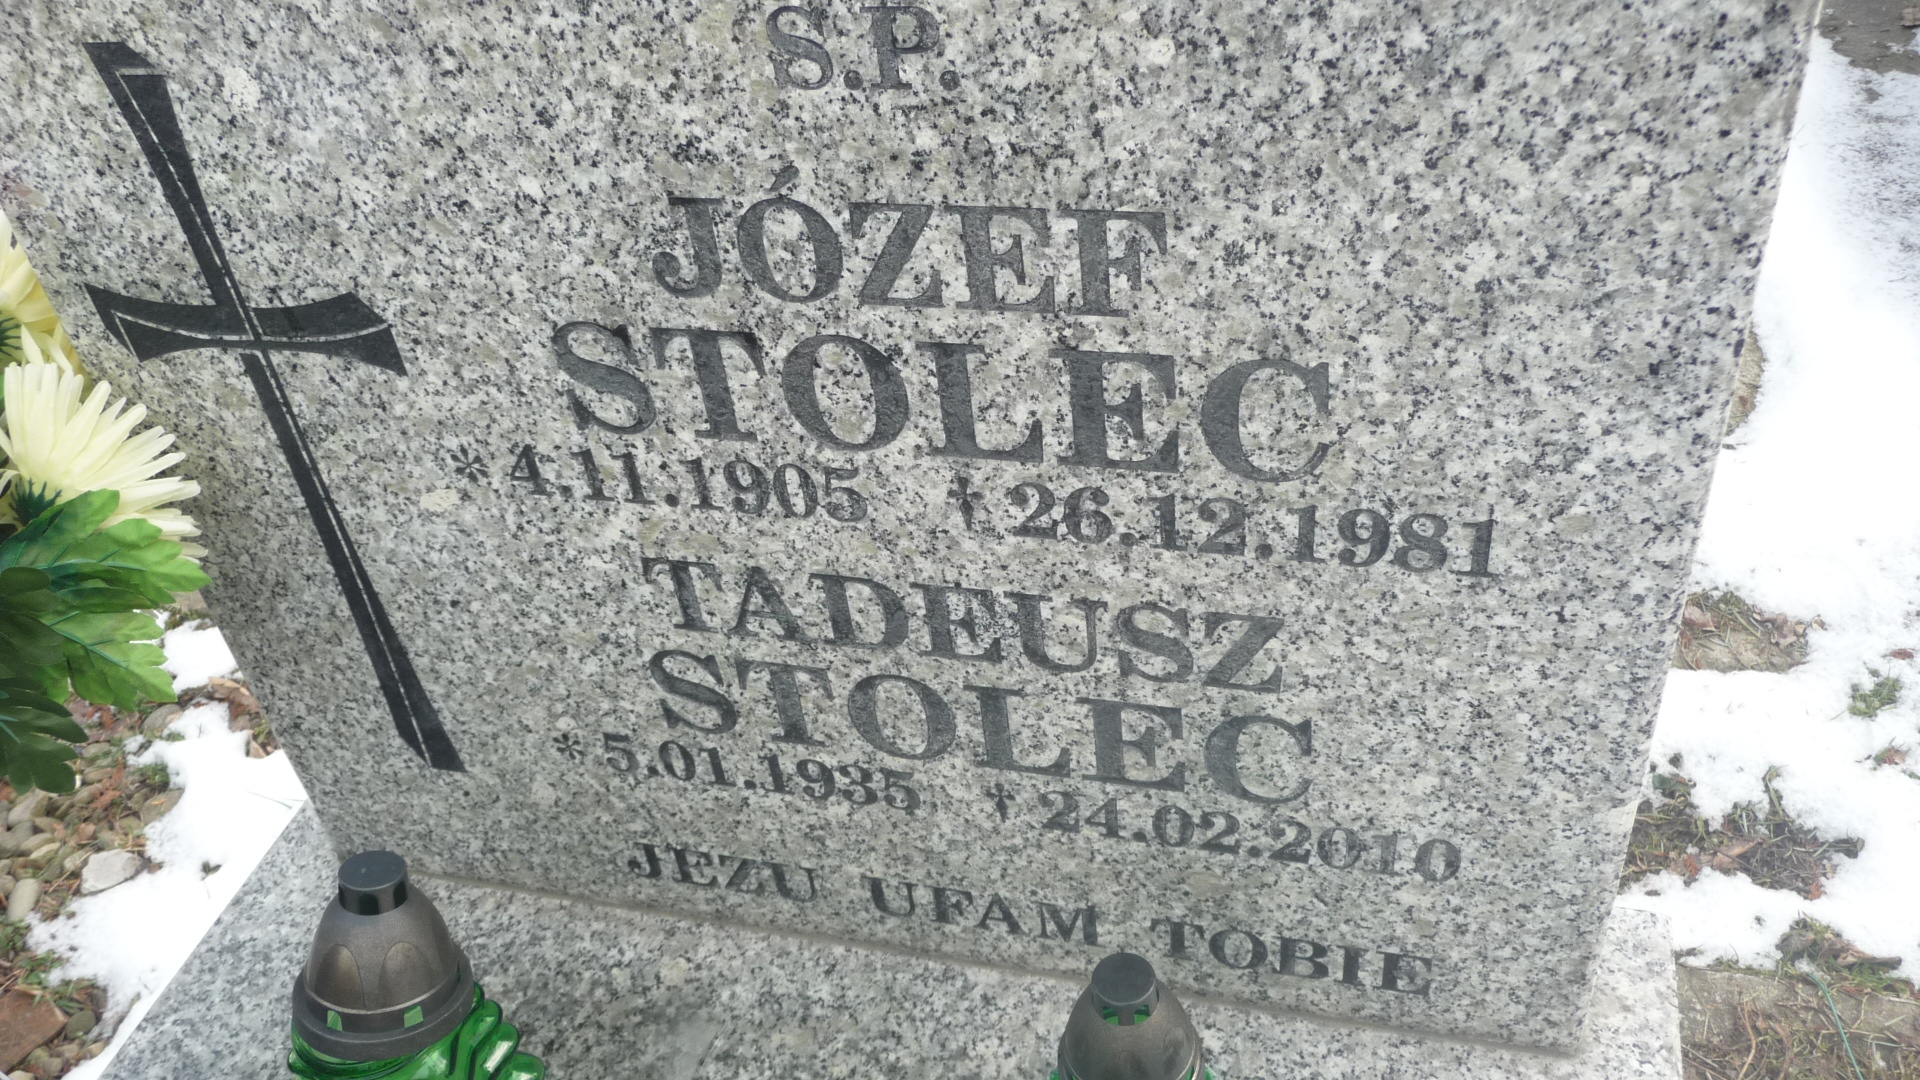 Ś.P.
JÓZEF
STOLEC
* 4.11.1905 † 26.12.1981
TADEUSZ
STOLEC
* 5.01.1935 † 24.02.2010
JEZU UFAM TOBIE